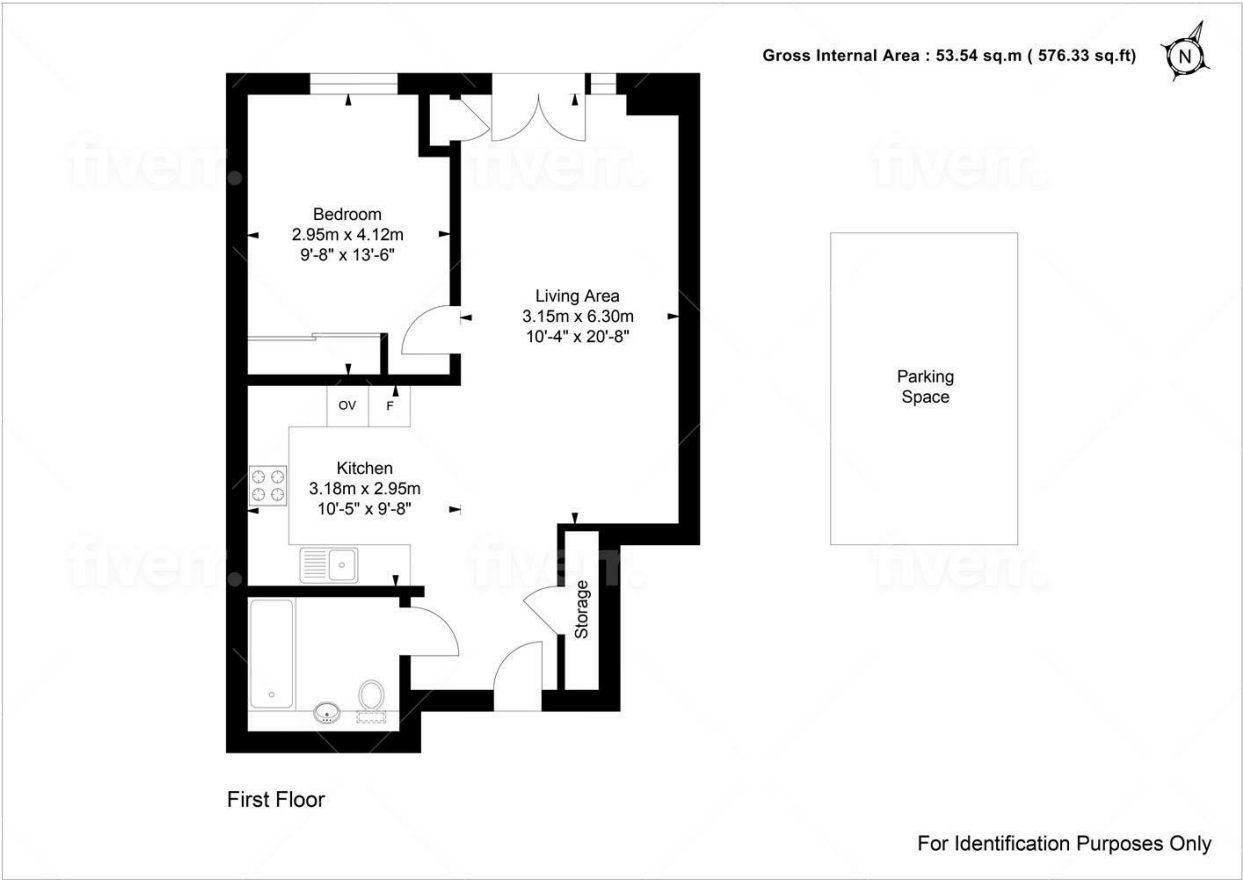 Gross Internal Area : 53.54 sq.m ( 576.33 sq.ft)
N
fiverr.
fiverr.
fiverr.
Bedroom
2.95m x 4.12m
9'-8" x 13'-6"
Living Area
3.15m x 6.30m
10'-4" x 20'-8"
Parking
Space
OV
F
Kitchen
3.18m x 2.95m
10'-5" x 9'-8"
fiverr.
fiverr.
fiverr.
Storage
First Floor
For Identification Purposes Only